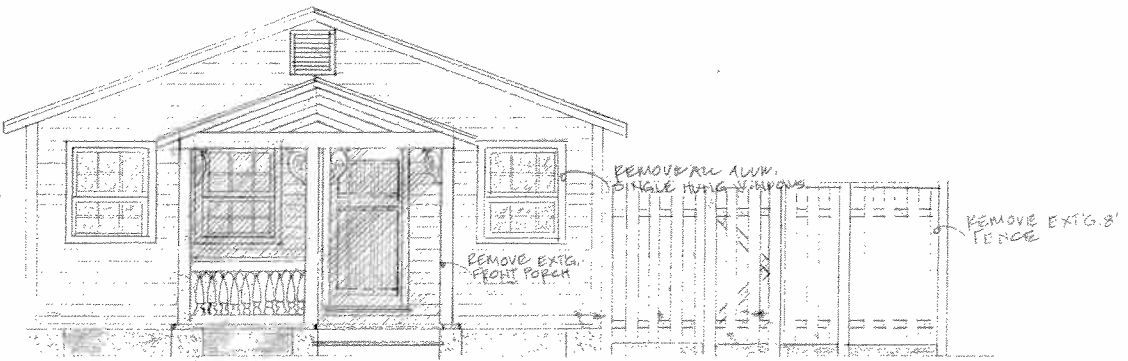 REMOVE ALL ALUM.
SINGLE HUNG WINDOWS
REMOVE EXT'G. 8'
FENCE
REMOVE EXT'G.
FRONT PORCH